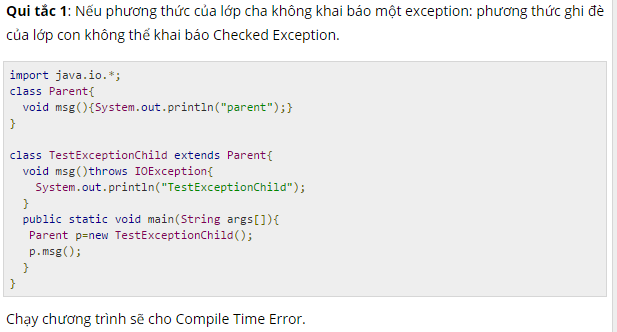 Qui tắc 1: Nếu phương thức của lớp cha không khai báo một exception: phương thức ghi đè
của lớp con không thể khai báo Checked Exception.
import java.io.*;
class Parent{
  void msg(){System.out.println("parent");}
}

class TestExceptionChild extends Parent{
  void msg()throws IOException{
    System.out.println("TestExceptionChild");
  }
  public static void main(String args[]){
   Parent p=new TestExceptionChild();
   p.msg();
  }
}
Chạy chương trình sẽ cho Compile Time Error.